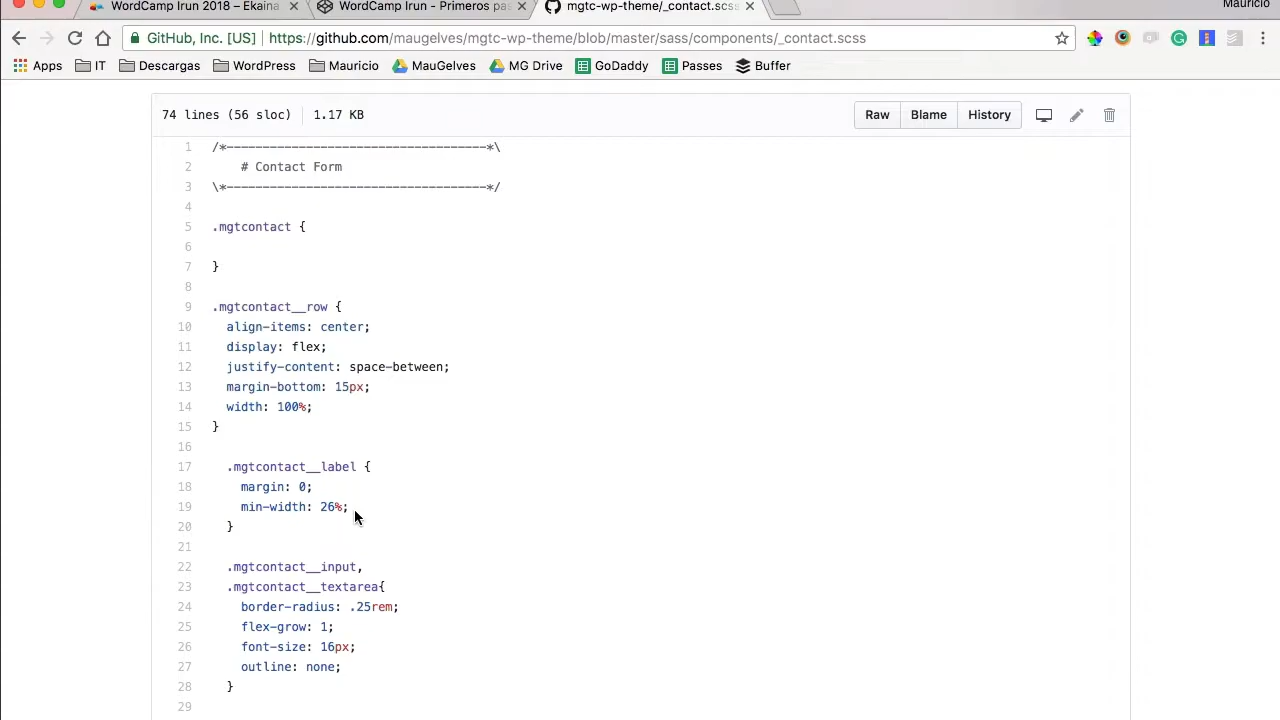 WordCamp Irun 2018 – Ekaina
WordCamp Irun - Primeros pas
mgtc-wp-theme/_contact.scss
Mauricio
GitHub, Inc. [US]
https://github.com/maugelves/mgtc-wp-theme/blob/master/sass/components/_contact.scss
Apps
IT
Descargas
WordPress
Mauricio
MauGelves
MG Drive
GoDaddy
Passes
Buffer
74 lines (56 sloc)
1.17 KB
Raw
Blame
History
1 /*------------------------------------*\
2     # Contact Form
3 \*------------------------------------*/
4
5 .mgtcontact {
6
7 }
8
9 .mgtcontact__row {
10   align-items: center;
11   display: flex;
12   justify-content: space-between;
13   margin-bottom: 15px;
14   width: 100%;
15 }
16
17   .mgtcontact__label {
18     margin: 0;
19     min-width: 26%;
20   }
21
22   .mgtcontact__input,
23   .mgtcontact__textarea{
24     border-radius: .25rem;
25     flex-grow: 1;
26     font-size: 16px;
27     outline: none;
28   }
29